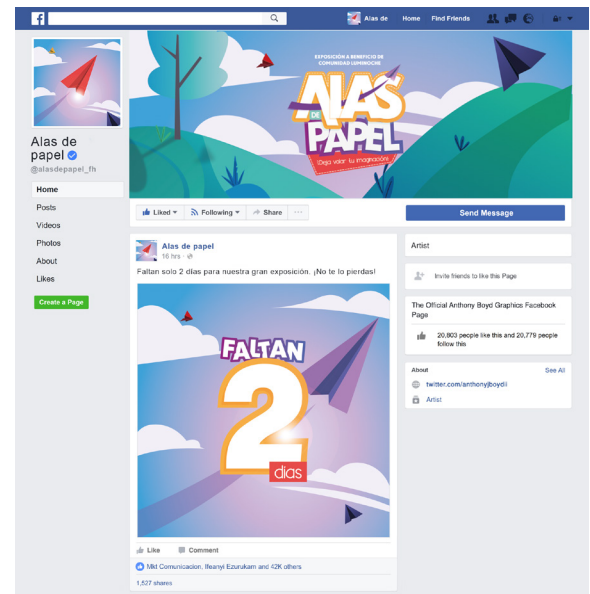 f
Alas de
Home
Find Friends
EXPOSICIÓN A BENEFICIO DE
COMUNIDAD LUMINOCHE
ALAS
DE
PAPEL
¡Deja volar tu imaginación!
Alas de
papel
@alasdepapel_fh
Home
Posts
Videos
Photos
About
Likes
Create a Page
Liked
Following
Share
Send Message
Alas de papel
16 hrs
Faltan solo 2 días para nuestra gran exposición. ¡No te lo pierdas!
FALTAN
2
días
Like
Comment
Mkt Comunicacion, Ifeanyi Ezurukam and 42K others
1,527 shares
Artist
Invite friends to like this Page
The Official Anthony Boyd Graphics Facebook
Page
20,803 people like this and 20,779 people
follow this
About
See All
twitter.com/anthonyjboydii
Artist